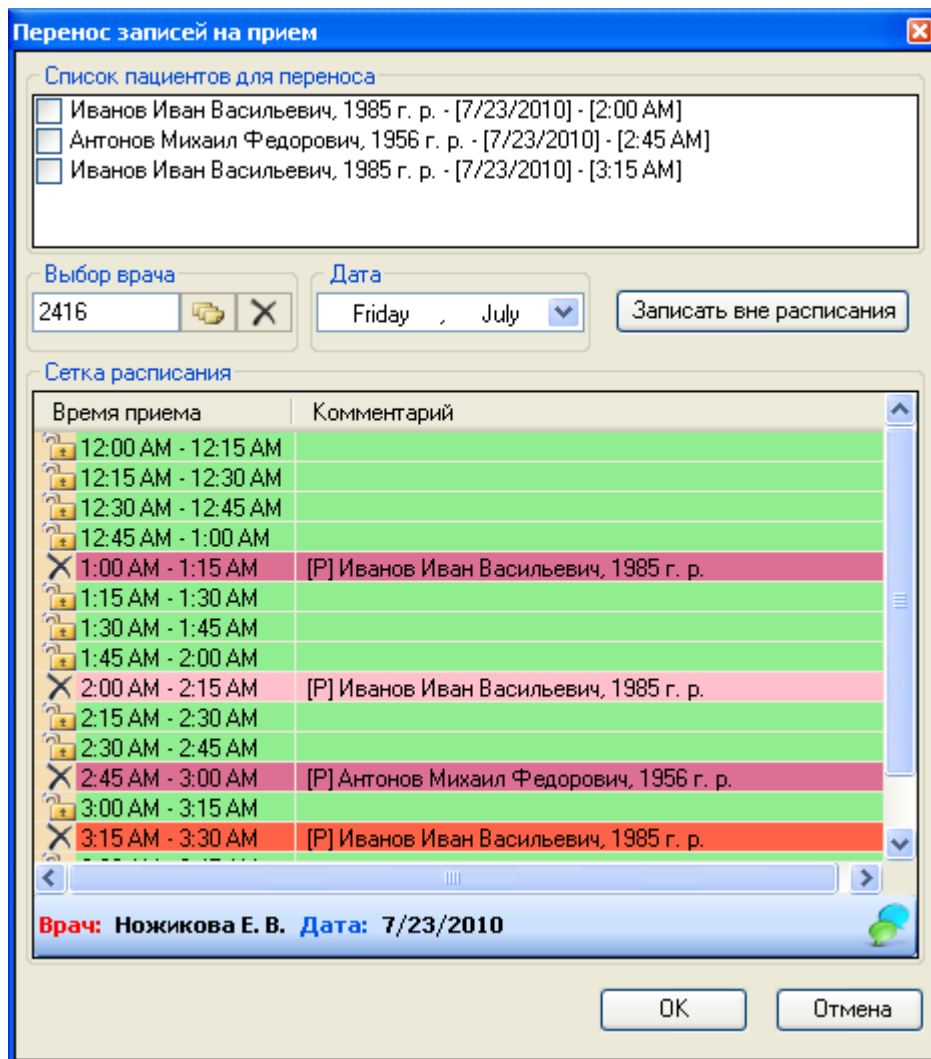 Перенос записей на прием
Список пациентов для переноса
Иванов Иван Васильевич, 1985 г. р. - [7/23/2010] - [2:00 AM]
Антонов Михаил Федорович, 1956 г. р. - [7/23/2010] - [2:45 AM]
Иванов Иван Васильевич, 1985 г. р. - [7/23/2010] - [3:15 AM]
Выбор врача Дата
2416 Friday , July Записать вне расписания
Сетка расписания
Время приема Комментарий
12:00 AM - 12:15 AM
12:15 AM - 12:30 AM
12:30 AM - 12:45 AM
12:45 AM - 1:00 AM
1:00 AM - 1:15 AM [P] Иванов Иван Васильевич, 1985 г. р.
1:15 AM - 1:30 AM
1:30 AM - 1:45 AM
1:45 AM - 2:00 AM
2:00 AM - 2:15 AM [P] Иванов Иван Васильевич, 1985 г. р.
2:15 AM - 2:30 AM
2:30 AM - 2:45 AM
2:45 AM - 3:00 AM [P] Антонов Михаил Федорович, 1956 г. р.
3:00 AM - 3:15 AM
3:15 AM - 3:30 AM [P] Иванов Иван Васильевич, 1985 г. р.
Врач: Ножикова Е. В. Дата: 7/23/2010
OK Отмена